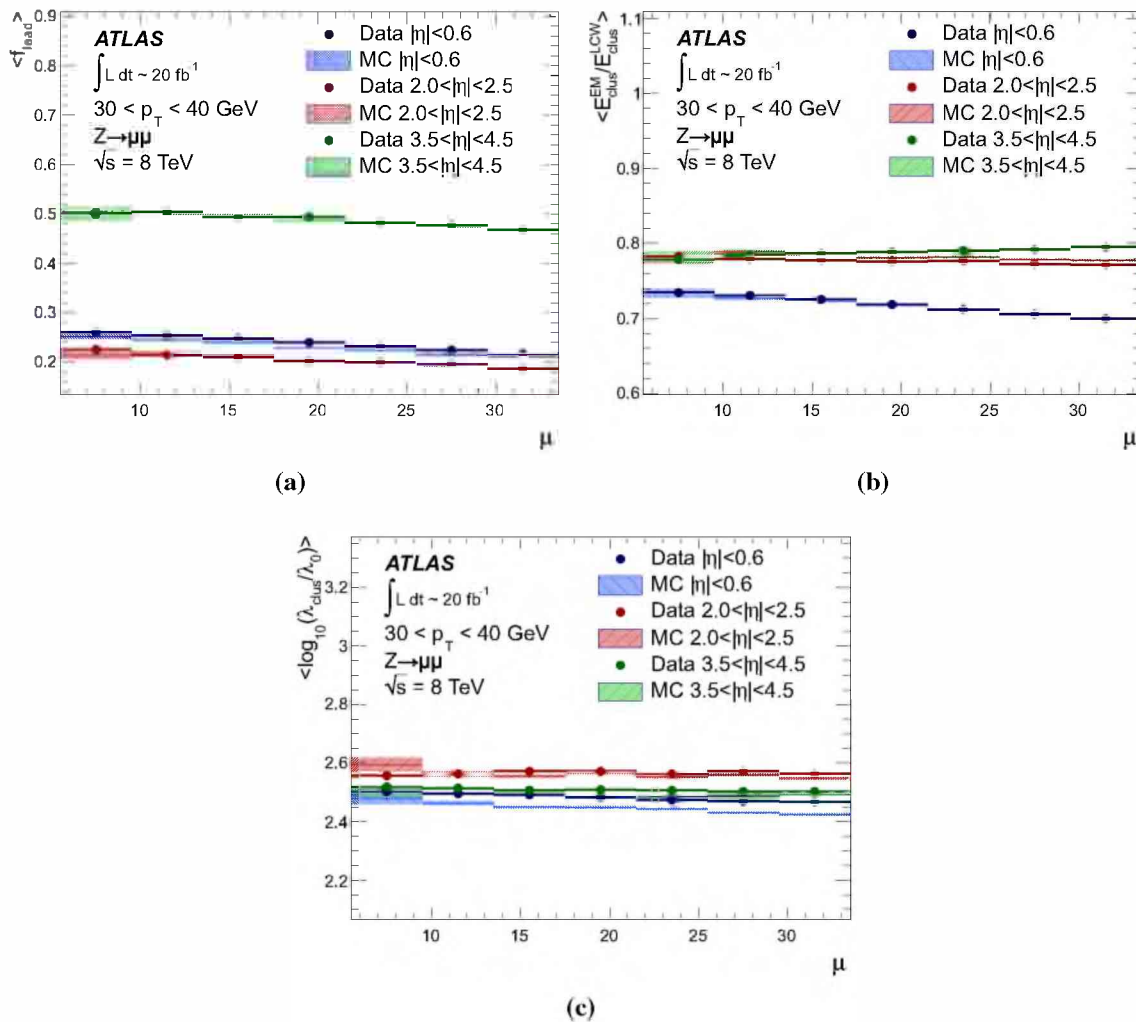 <f_lead>
0.9
0.8
0.7
0.6
0.5
0.4
0.3
0.2
ATLAS
∫L dt ~ 20 fb⁻¹
30 < p_T < 40 GeV
Z→μμ
√s = 8 TeV
Data |η|<0.6
MC |η|<0.6
Data 2.0<|η|<2.5
MC 2.0<|η|<2.5
Data 3.5<|η|<4.5
MC 3.5<|η|<4.5
10 15 20 25 30
μ
(a)
<E^EM_clus/E^LCW_clus>
1.1
1
0.9
0.8
0.7
0.6
ATLAS
∫L dt ~ 20 fb⁻¹
30 < p_T < 40 GeV
Z→μμ
√s = 8 TeV
Data |η|<0.6
MC |η|<0.6
Data 2.0<|η|<2.5
MC 2.0<|η|<2.5
Data 3.5<|η|<4.5
MC 3.5<|η|<4.5
10 15 20 25 30
μ
(b)
<log₁₀(λ_clus/λ₀)>
3.2
3
2.8
2.6
2.4
2.2
ATLAS
∫L dt ~ 20 fb⁻¹
30 < p_T < 40 GeV
Z→μμ
√s = 8 TeV
Data |η|<0.6
MC |η|<0.6
Data 2.0<|η|<2.5
MC 2.0<|η|<2.5
Data 3.5<|η|<4.5
MC 3.5<|η|<4.5
10 15 20 25 30
μ
(c)